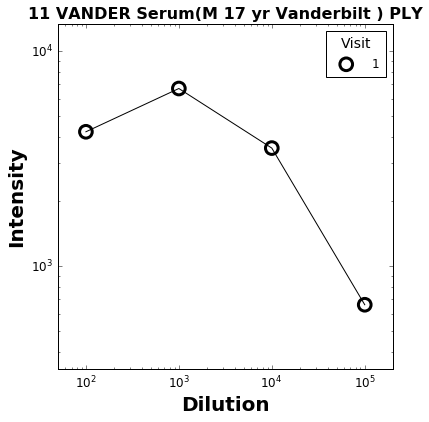 11 VANDER Serum(M 17 yr Vanderbilt ) PLY
Visit
1
10⁴
10³
Intensity
10² 10³ 10⁴ 10⁵
Dilution